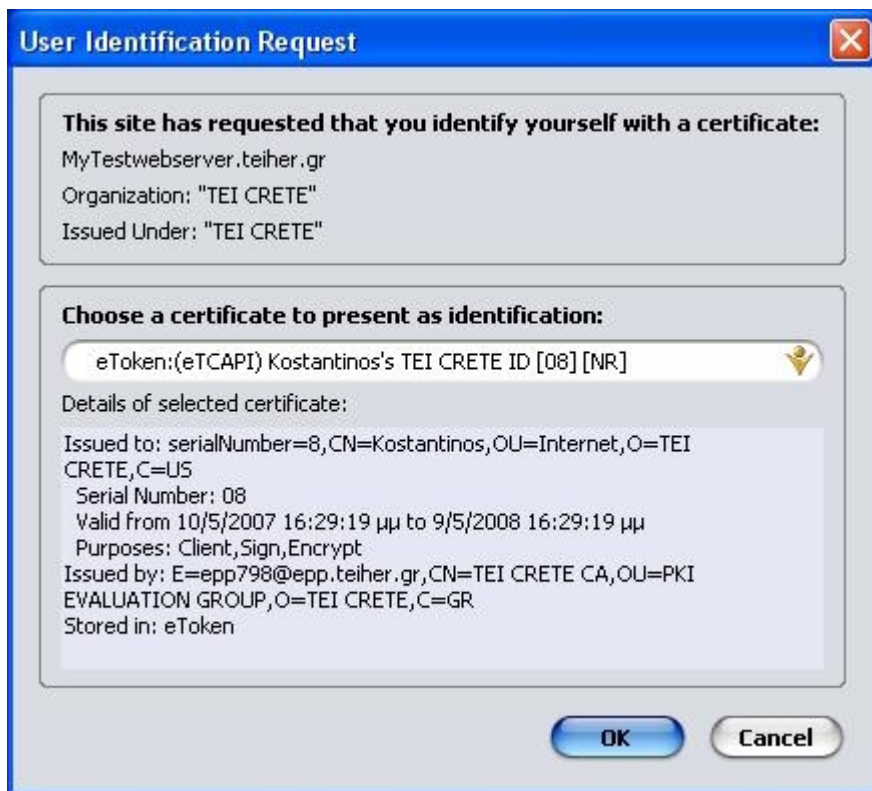 User Identification Request
This site has requested that you identify yourself with a certificate:
MyTestwebserver.teiher.gr
Organization: "TEI CRETE"
Issued Under: "TEI CRETE"
Choose a certificate to present as identification:
eToken:(eTCAPI) Kostantinos's TEI CRETE ID [08] [NR]
Details of selected certificate:
Issued to: serialNumber=8,CN=Kostantinos,OU=Internet,O=TEI
CRETE,C=US
Serial Number: 08
Valid from 10/5/2007 16:29:19 μμ to 9/5/2008 16:29:19 μμ
Purposes: Client,Sign,Encrypt
Issued by: E=epp798@epp.teiher.gr,CN=TEI CRETE CA,OU=PKI
EVALUATION GROUP,O=TEI CRETE,C=GR
Stored in: eToken
OK Cancel